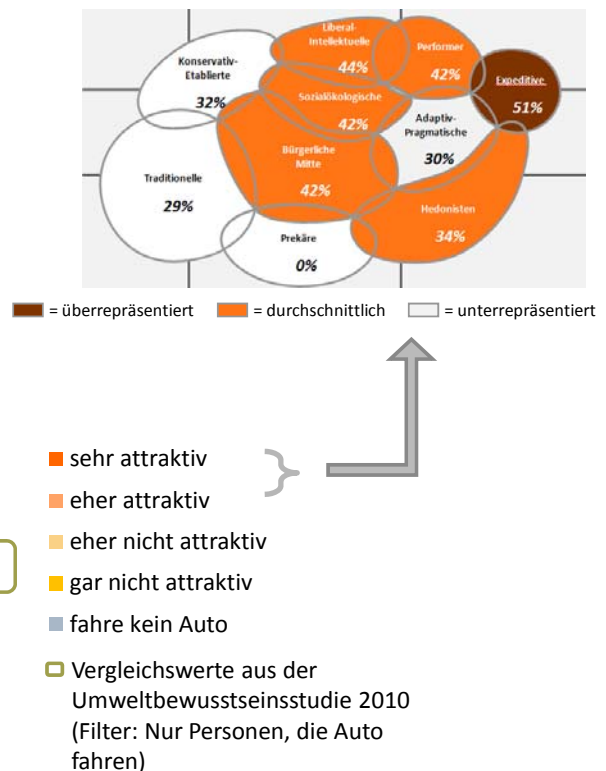 Liberal-
Intellektuelle
44%
Performer
42%
Konservativ-
Etablierte
32%
Expeditive
51%
Sozialökologische
42%
Adaptiv-
Pragmatische
30%
Bürgerliche
Mitte
42%
Traditionelle
29%
Hedonisten
34%
Prekäre
0%
= überrepräsentiert = durchschnittlich = unterrepräsentiert
sehr attraktiv
eher attraktiv
eher nicht attraktiv
gar nicht attraktiv
fahre kein Auto
Vergleichswerte aus der
Umweltbewusstseinsstudie 2010
(Filter: Nur Personen, die Auto
fahren)